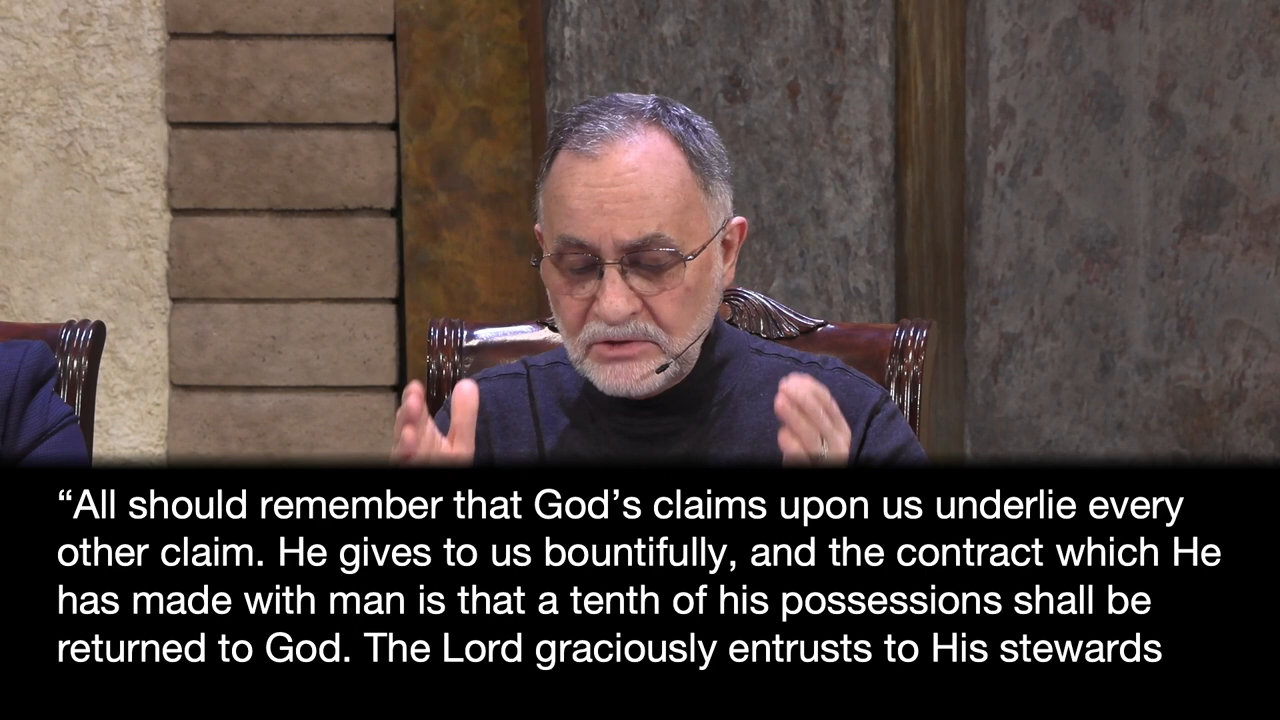 “All should remember that God’s claims upon us underlie every
other claim. He gives to us bountifully, and the contract which He
has made with man is that a tenth of his possessions shall be
returned to God. The Lord graciously entrusts to His stewards